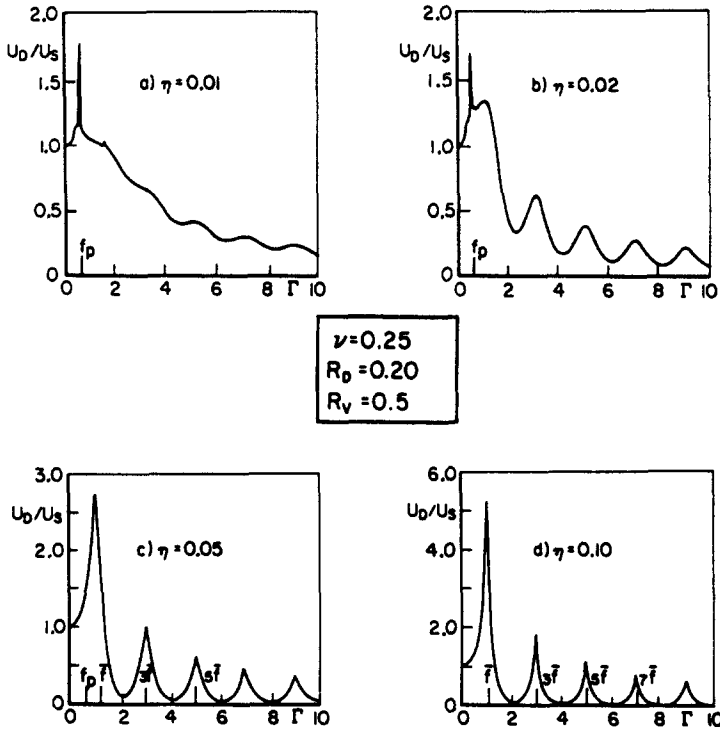 2.0
U_D/U_S
1.5
a) η=0.01
1.0
0.5
f_p
0
0 2 4 6 8 Γ 10
2.0
U_D/U_S
1.5
b) η=0.02
1.0
0.5
f_p
0
0 2 4 6 8 Γ 10
ν=0.25
R_D =0.20
R_V =0.5
3.0
U_D/U_S
2.0
c) η=0.05
1.0
f_p f̄ 3f̄ 5f̄
0
0 2 4 6 8 Γ 10
6.0
U_D/U_S
4.0
d) η=0.10
2.0
f̄ 3f̄ 5f̄ 7f̄
0
0 2 4 6 8 Γ 10